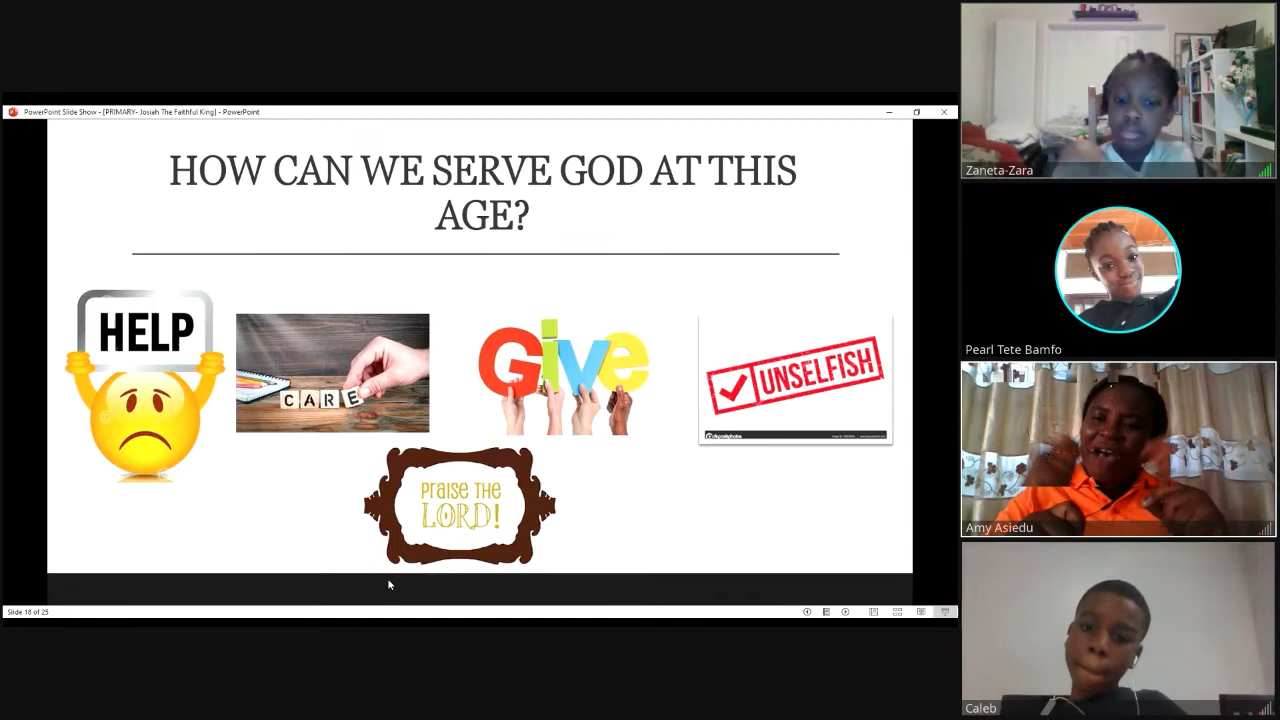 PowerPoint Slide Show - [PRIMARY- Josiah The Faithful King] - PowerPoint
HOW CAN WE SERVE GOD AT THIS
AGE?
HELP
CARE
Give
UNSELFISH
depositphotos
PRAISE THE
LORD!
Slide 18 of 25
Zaneta-Zara
Pearl Tete Bamfo
Amy Asiedu
Caleb